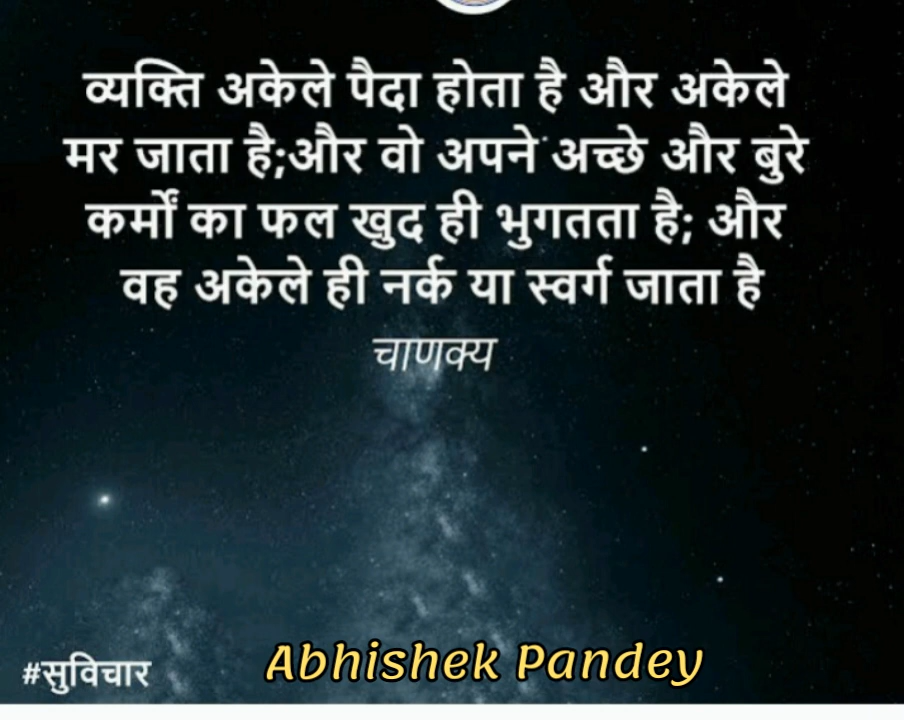 व्यक्ति अकेले पैदा होता है और अकेले
मर जाता है;और वो अपने अच्छे और बुरे
कर्मों का फल खुद ही भुगतता है; और
वह अकेले ही नर्क या स्वर्ग जाता है
चाणक्य
#सुविचार
Abhishek Pandey